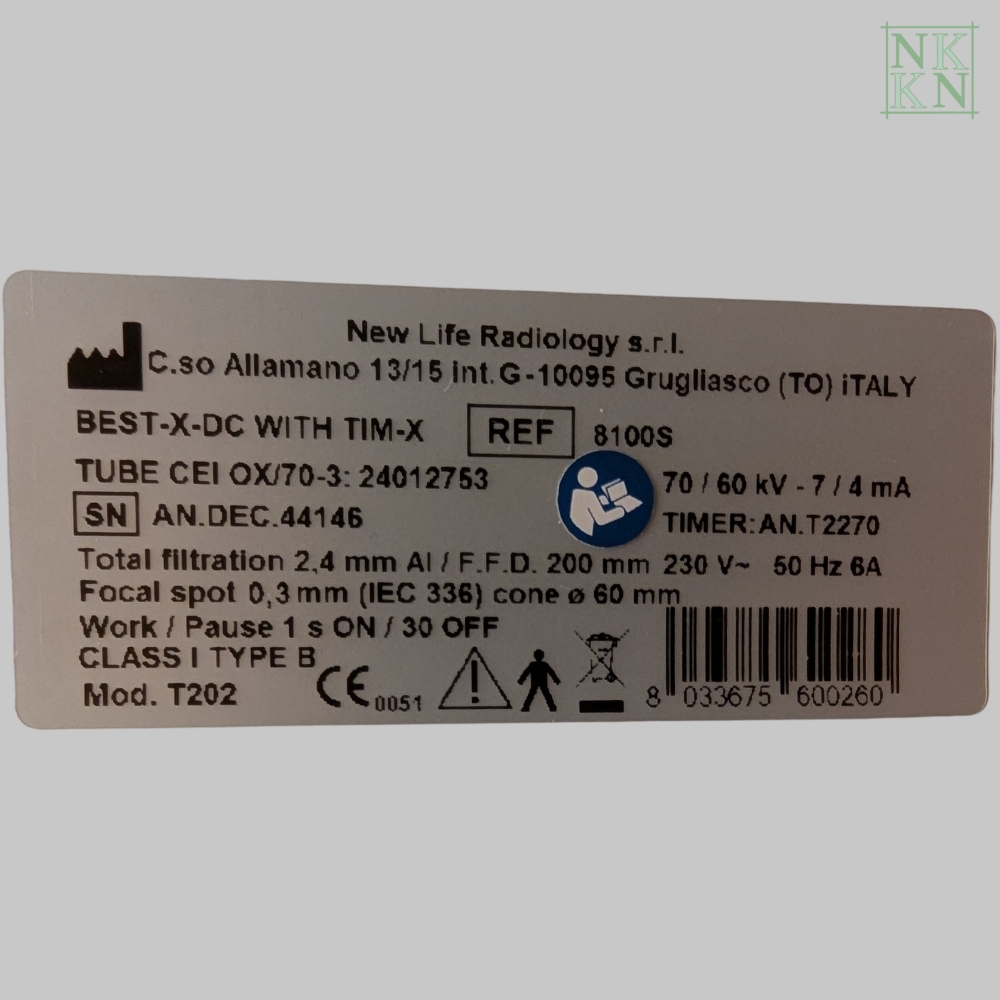 NK
KN
New Life Radiology s.r.l.
C.so Allamano 13/15 int.G-10095 Grugliasco (TO) iTALY
BEST-X-DC WITH TIM-X REF 8100S
TUBE CEI OX/70-3: 24012753 70 / 60 kV - 7 / 4 mA
SN AN.DEC.44146 TIMER:AN.T2270
Total filtration 2,4 mm Al / F.F.D. 200 mm 230 V~ 50 Hz 6A
Focal spot 0,3 mm (IEC 336) cone ø 60 mm
Work / Pause 1 s ON / 30 OFF
CLASS I TYPE B
Mod. T202 CE 0051 8 033675 600260